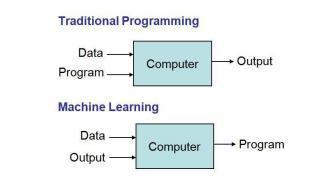 Traditional Programming
Data
Program
Computer
Output
Machine Learning
Data
Output
Computer
Program